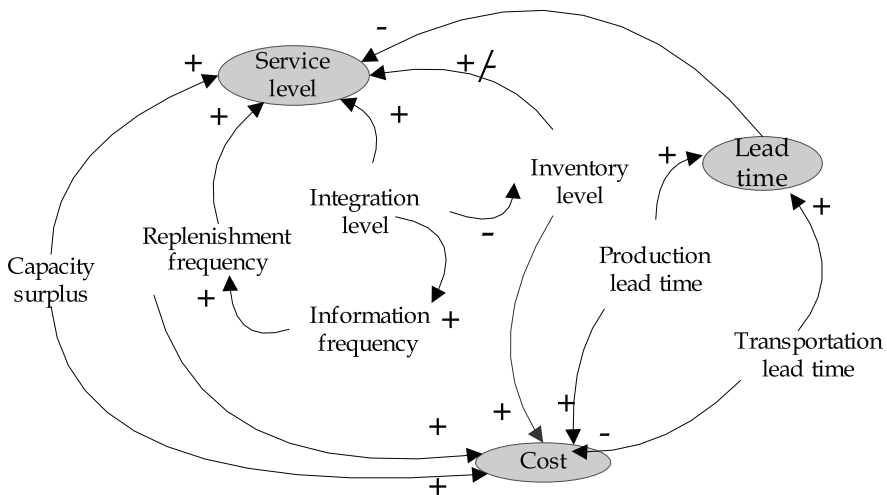 -
+
Service
level
+/-
+
+
+
Lead
time
Inventory
level
Integration
level
-
+
Replenishment
frequency
Production
lead time
Capacity
surplus
+
Information
frequency
+
Transportation
lead time
+
+
+
-
Cost
+